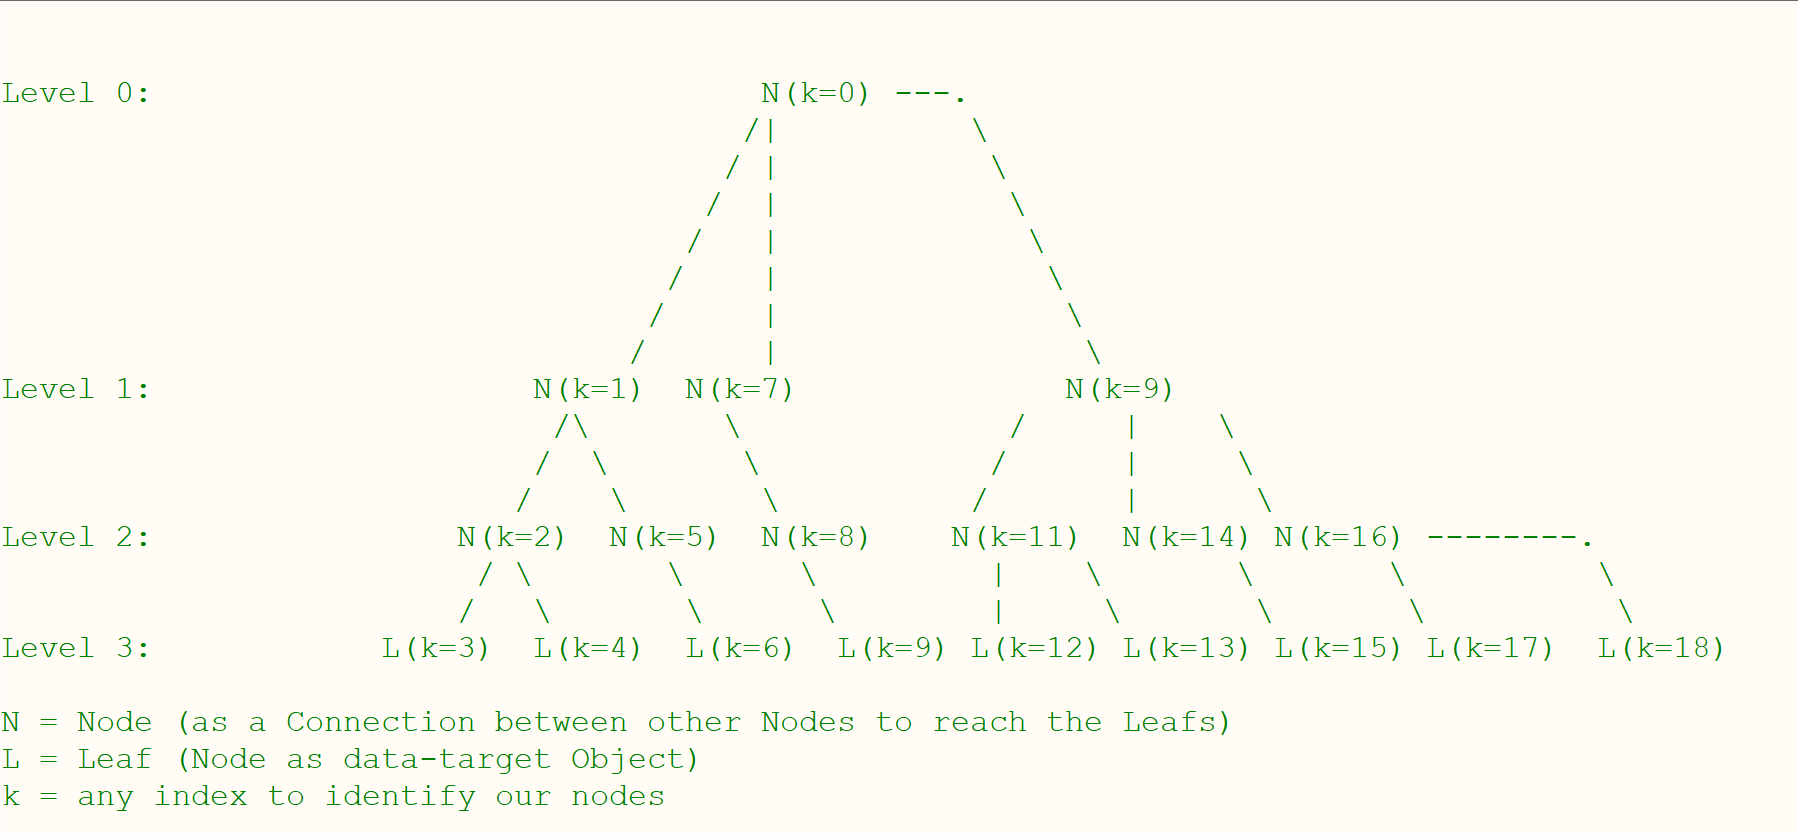 Level 0: N(k=0) ---.
/| \
/ | \
/ | \
/ | \
/ | \
/ | \
/ | \
Level 1: N(k=1) N(k=7) N(k=9)
/\ \ / | \
/ \ \ / | \
/ \ \ / | \
Level 2: N(k=2) N(k=5) N(k=8) N(k=11) N(k=14) N(k=16) --------.
/ \ \ \ | \ \ \ \
/ \ \ \ | \ \ \ \
Level 3: L(k=3) L(k=4) L(k=6) L(k=9) L(k=12) L(k=13) L(k=15) L(k=17) L(k=18)
N = Node (as a Connection between other Nodes to reach the Leafs)
L = Leaf (Node as data-target Object)
k = any index to identify our nodes